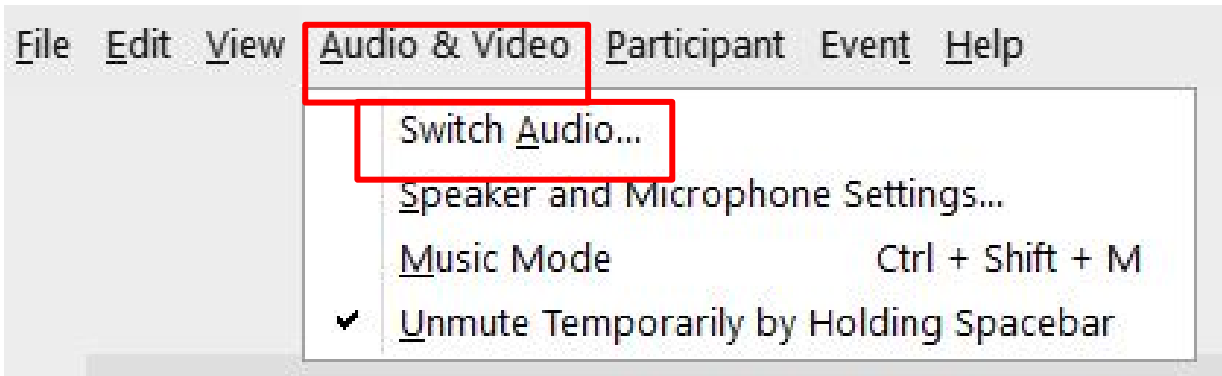 File Edit View Audio & Video Participant Event Help
Switch Audio...
Speaker and Microphone Settings...
Music Mode Ctrl + Shift + M
Unmute Temporarily by Holding Spacebar